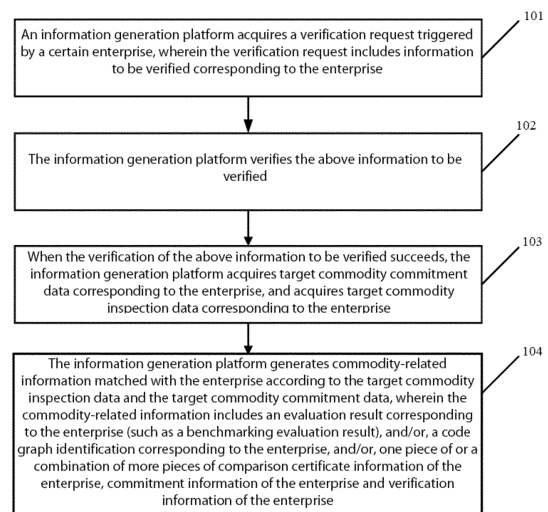 101
An information generation platform acquires a verification request triggered
by a certain enterprise, wherein the verification request includes information
to be verified corresponding to the enterprise
102
The information generation platform verifies the above information to be
verified
103
When the verification of the above information to be verified succeeds, the
information generation platform acquires target commodity commitment
data corresponding to the enterprise, and acquires target commodity
inspection data corresponding to the enterprise
104
The information generation platform generates commodity-related
information matched with the enterprise according to the target commodity
inspection data and the target commodity commitment data, wherein the
commodity-related information includes an evaluation result corresponding
to the enterprise (such as a benchmarking evaluation result), and/or, a code
graph identification corresponding to the enterprise, and/or, one piece of or a
combination of more pieces of comparison certificate information of the
enterprise, commitment information of the enterprise and verification
information of the enterprise